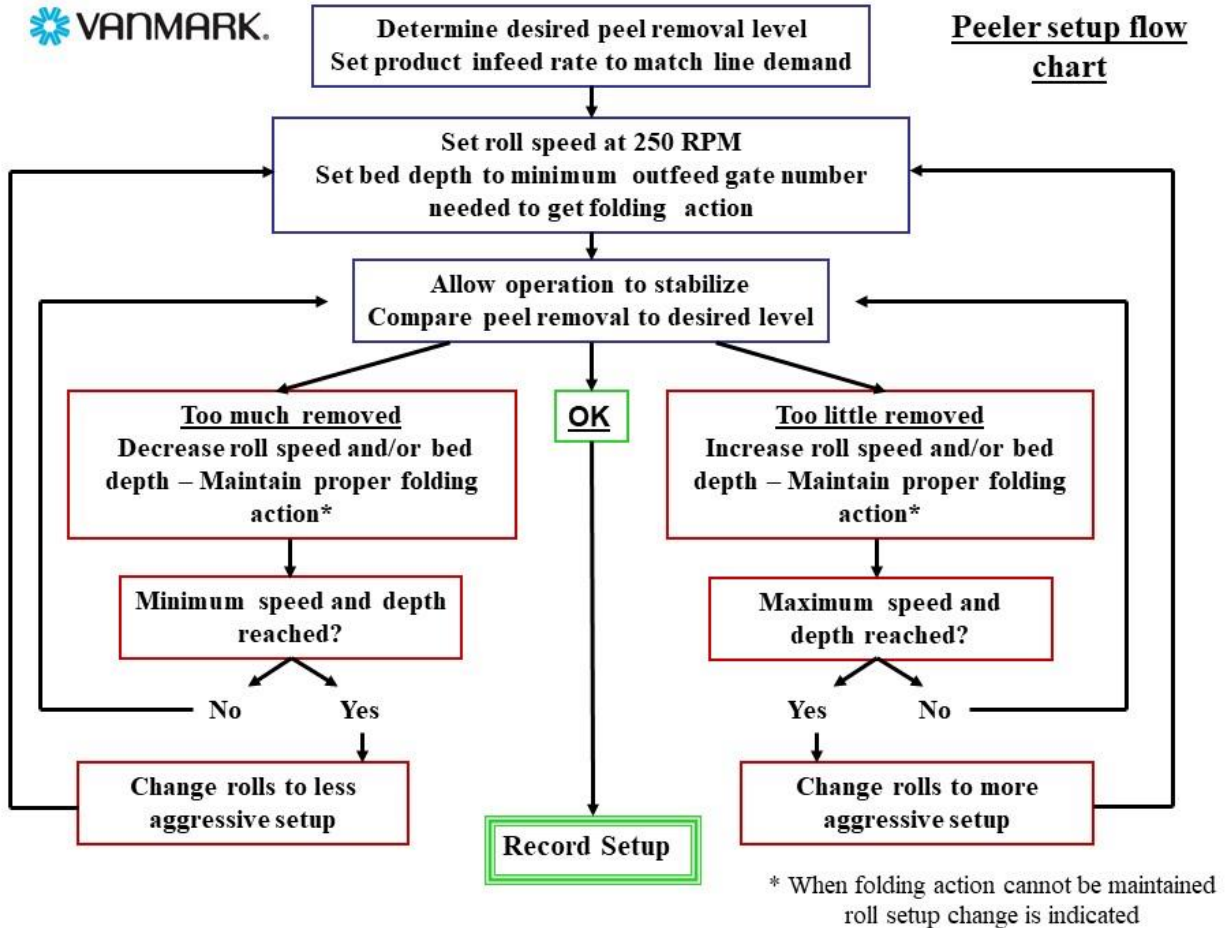 VANMARK.
Peeler setup flow
chart
Determine desired peel removal level
Set product infeed rate to match line demand
Set roll speed at 250 RPM
Set bed depth to minimum outfeed gate number
needed to get folding action
Allow operation to stabilize
Compare peel removal to desired level
Too much removed
Decrease roll speed and/or bed
depth – Maintain proper folding
action*
OK
Too little removed
Increase roll speed and/or bed
depth – Maintain proper folding
action*
Minimum speed and depth
reached?
Maximum speed and
depth reached?
No
Yes
Yes
No
Change rolls to less
aggressive setup
Change rolls to more
aggressive setup
Record Setup
* When folding action cannot be maintained
roll setup change is indicated